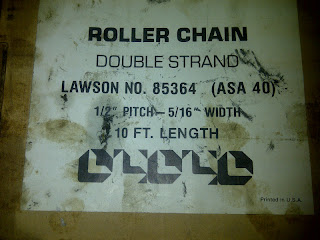 ROLLER CHAIN
DOUBLE STRAND
LAWSON NO. 85364 (ASA 40)
1/2" PITCH-5/16" WIDTH
10 FT. LENGTH
Printed in U.S.A.